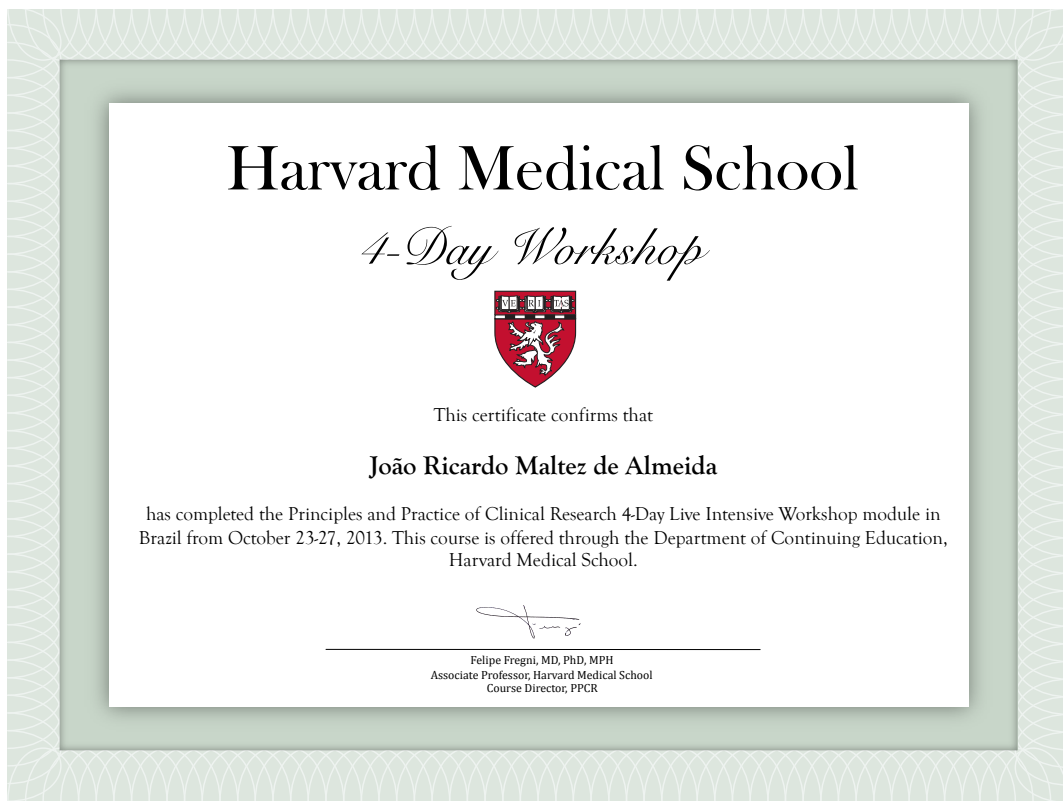 Harvard Medical School
4-Day Workshop
VE RI TAS
This certificate confirms that
João Ricardo Maltez de Almeida
has completed the Principles and Practice of Clinical Research 4-Day Live Intensive Workshop module in
Brazil from October 23-27, 2013. This course is offered through the Department of Continuing Education,
Harvard Medical School.
Felipe Fregni, MD, PhD, MPH
Associate Professor, Harvard Medical School
Course Director, PPCR